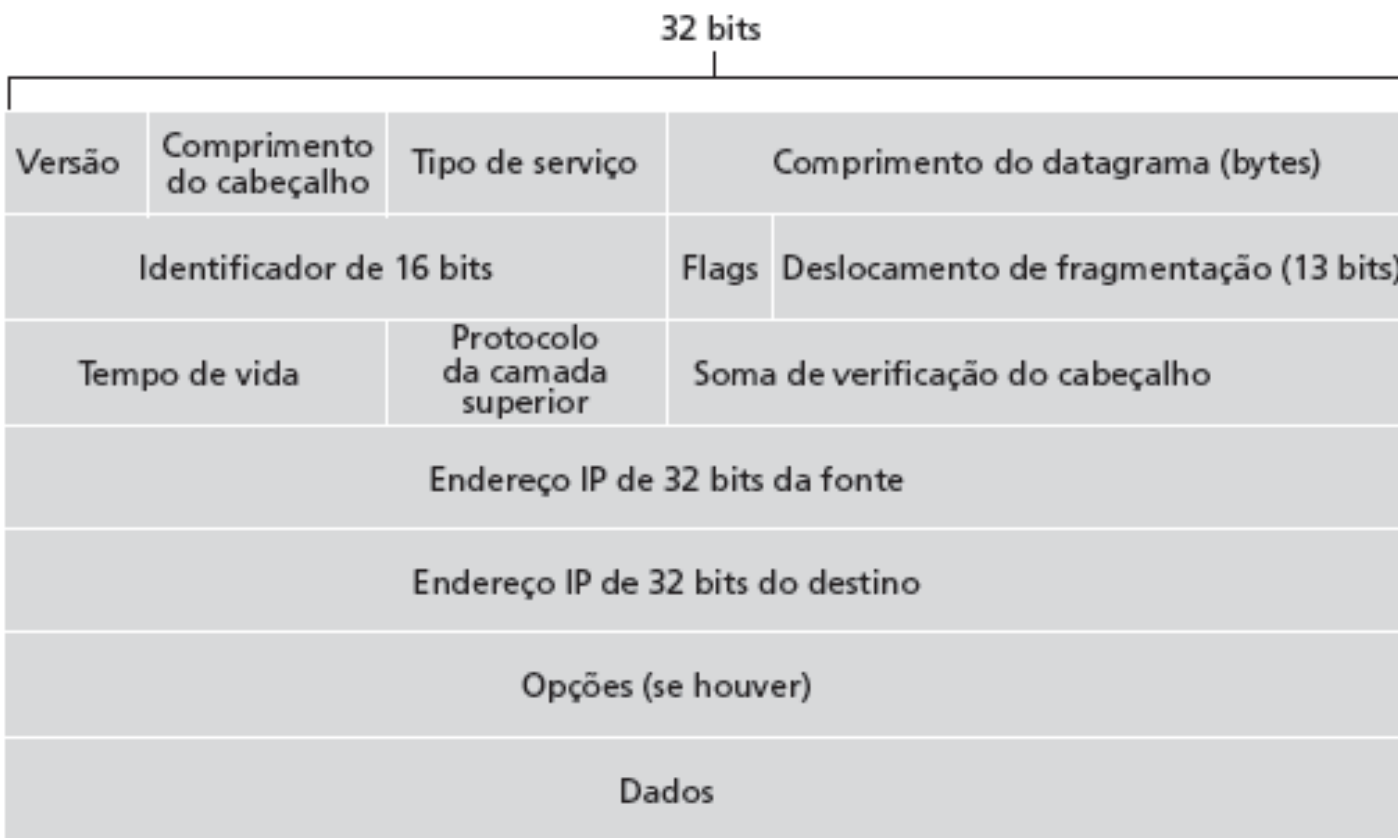 32 bits
Versão
Comprimento
do cabeçalho
Tipo de serviço
Comprimento do datagrama (bytes)
Identificador de 16 bits
Flags
Deslocamento de fragmentação (13 bits)
Tempo de vida
Protocolo
da camada
superior
Soma de verificação do cabeçalho
Endereço IP de 32 bits da fonte
Endereço IP de 32 bits do destino
Opções (se houver)
Dados